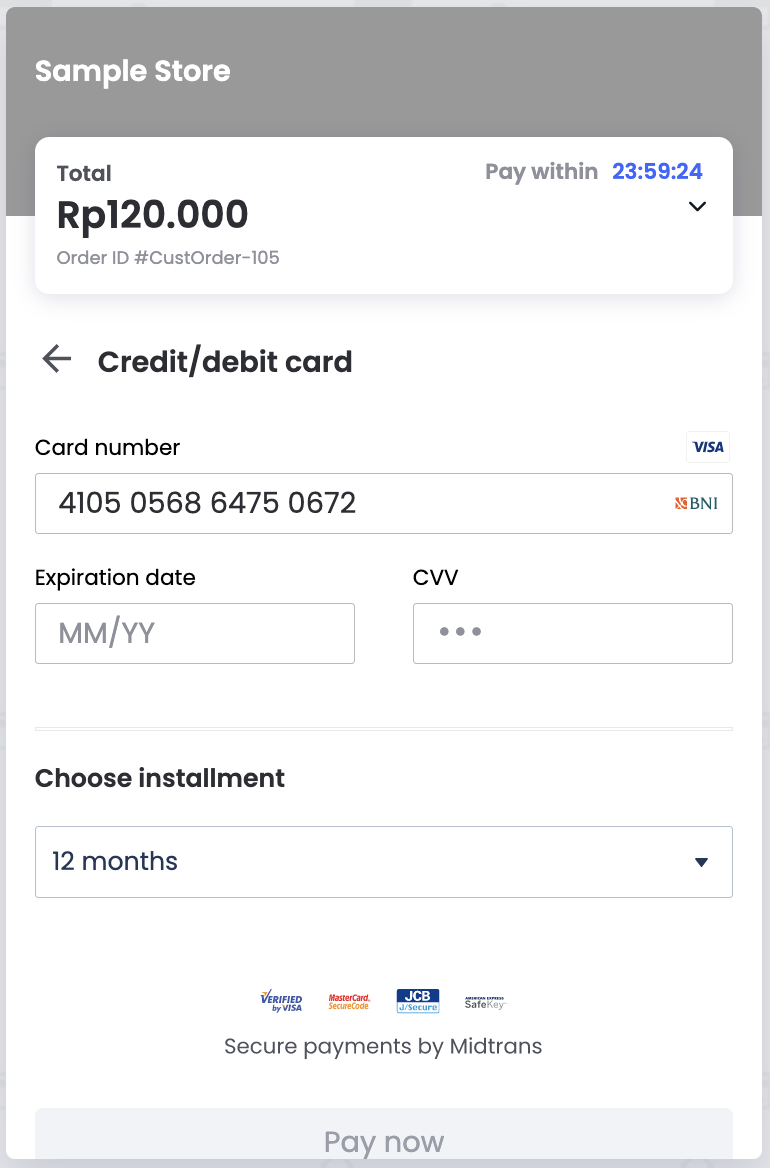 Sample Store
Total
Pay within 23:59:24
Rp120.000
Order ID #CustOrder-105
Credit/debit card
Card number
VISA
4105 0568 6475 0672
BNI
Expiration date
CVV
MM/YY
Choose installment
12 months
VERIFIED by VISA
MasterCard. SecureCode
JCB J/Secure
AMERICAN EXPRESS SafeKey
Secure payments by Midtrans
Pay now